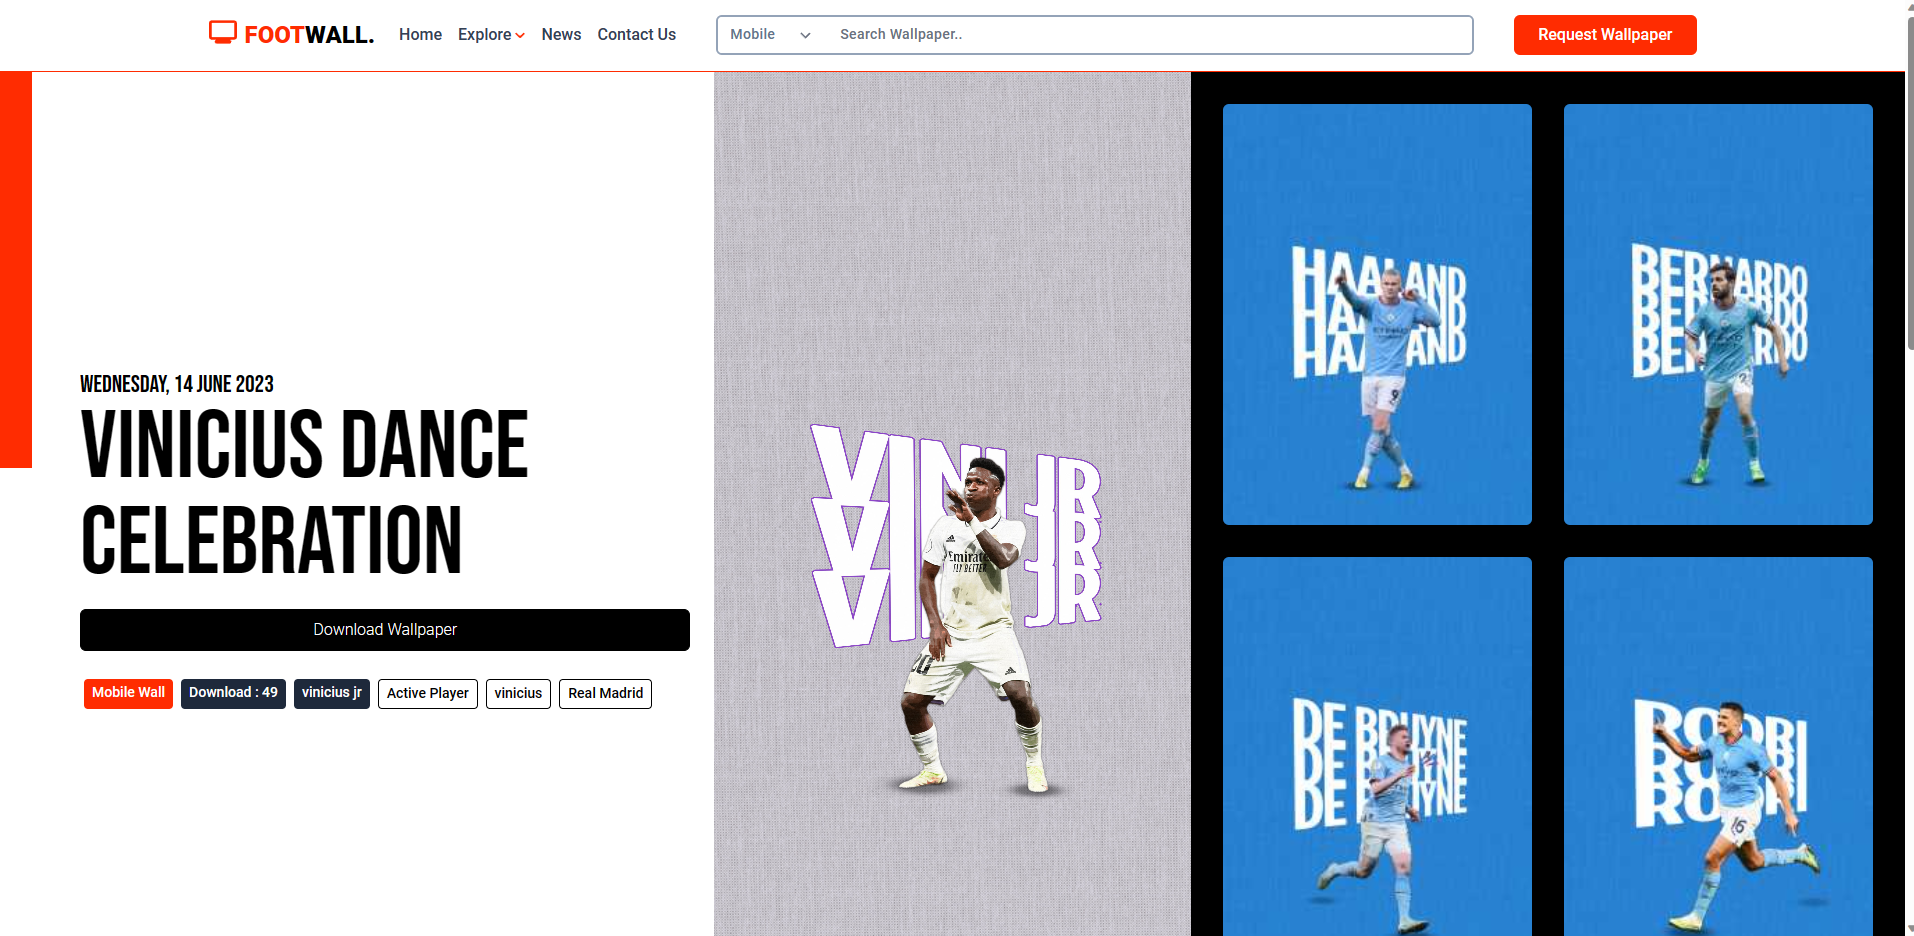 FOOTWALL.
Home
Explore
News
Contact Us
Mobile
Search Wallpaper..
Request Wallpaper
WEDNESDAY, 14 JUNE 2023
VINICIUS DANCE
CELEBRATION
Download Wallpaper
Mobile Wall
Download : 49
vinicius jr
Active Player
vinicius
Real Madrid
VINI JR
VINI JR
VINI JR
Emirates
FLY BETTER
HAALAND
HAALAND
HAALAND
9
BERNARDO
BERNARDO
BERNARDO
DE BRUYNE
DE BRUYNE
DE BRUYNE
RODRI
RODRI
RODRI
16